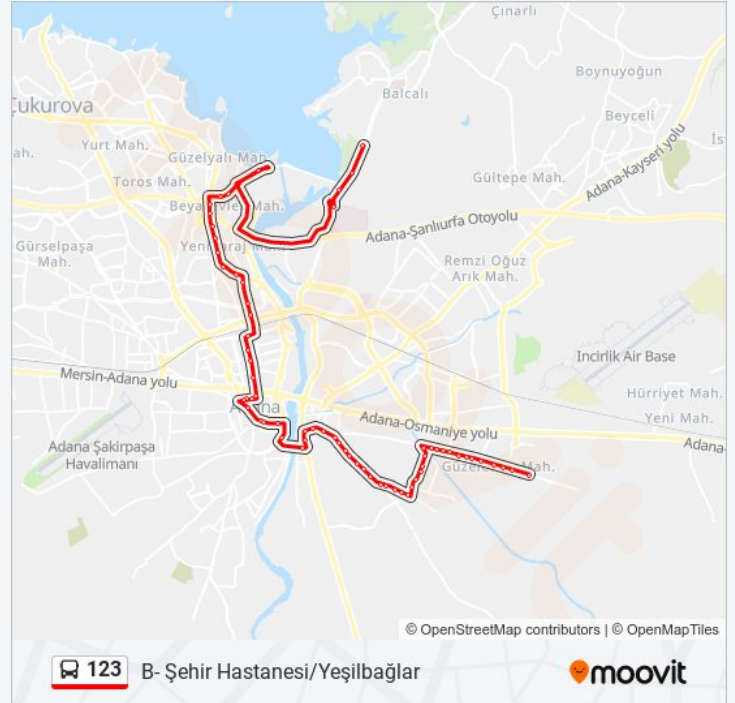 Çınarlı
Boynuyoğun
Balcalı
Çukurova
Beyceli
Adana-Kayseri yolu
Yurt Mah.
Güzelyalı Mah.
Gültepe Mah.
Toros Mah.
Adana-Şanlıurfa Otoyolu
Gürselpaşa
Mah.
Remzi Oğuz
Arık Mah.
Incirlik Air Base
Mersin-Adana yolu
Hürriyet Mah.
Yeni Mah.
Adana-Osmaniye yolu
Adana-
Adana Şakirpaşa
Havalimanı
© OpenStreetMap contributors | © OpenMapTiles
123 B- Şehir Hastanesi/Yeşilbağlar
moovit